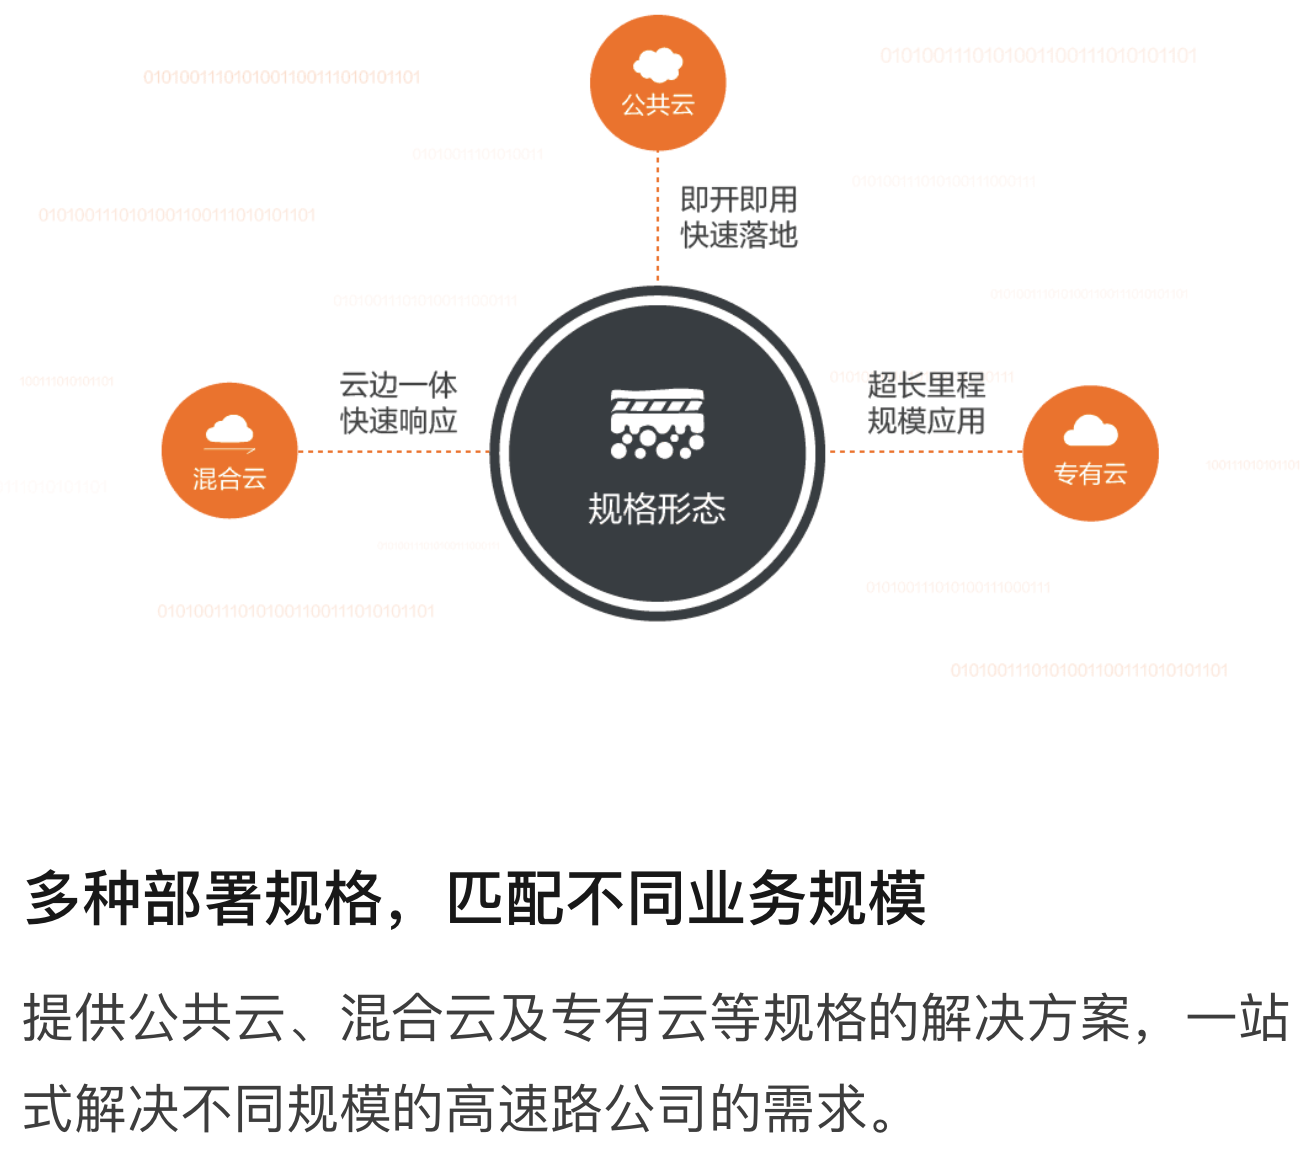 010100111010100110011101010 1101
公共云
即开即用
快速落地
云边一体
快速响应
超长里程
规模应用
混合云
专有云
规格形态
多种部署规格，匹配不同业务规模
提供公共云、混合云及专有云等规格的解决方案，一站
式解决不同规模的高速路公司的需求。